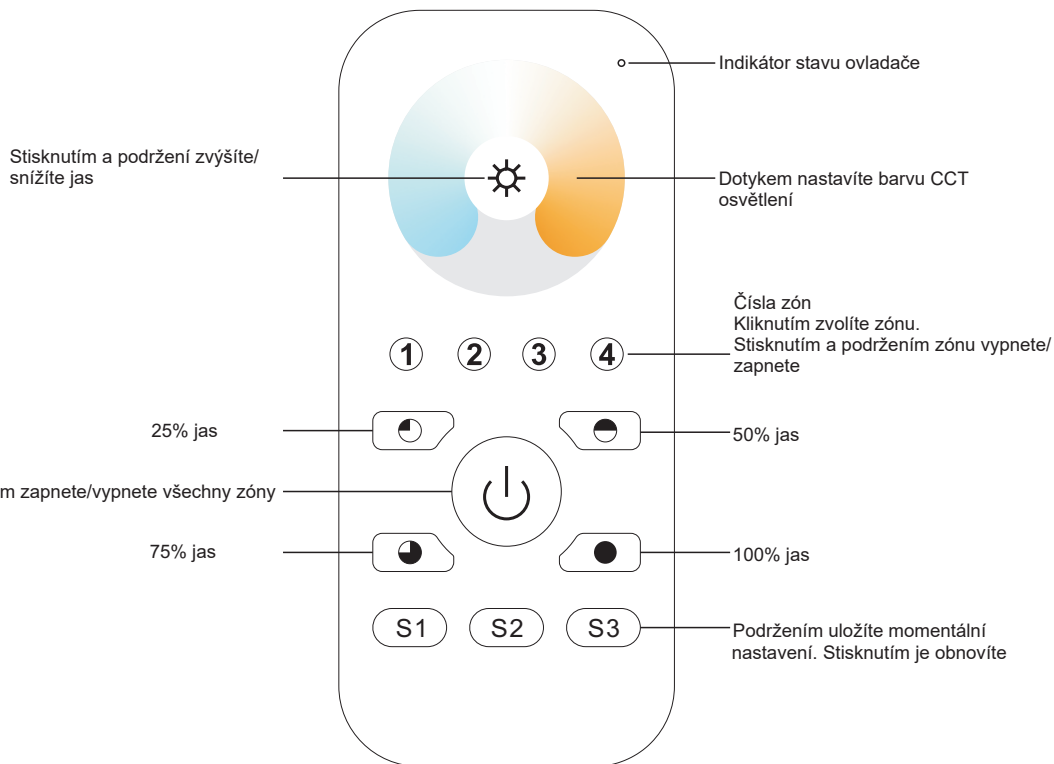 Indikátor stavu ovladače
Stisknutím a podržení zvýšíte/
snížíte jas
Dotykem nastavíte barvu CCT
osvětlení
Čísla zón
Kliknutím zvolíte zónu.
Stisknutím a podržením zónu vypnete/
zapnete
1 2 3 4
25% jas
50% jas
zapnete/vypnete všechny zóny
75% jas
100% jas
S1 S2 S3
Podržením uložíte momentální
nastavení. Stisknutím je obnovíte